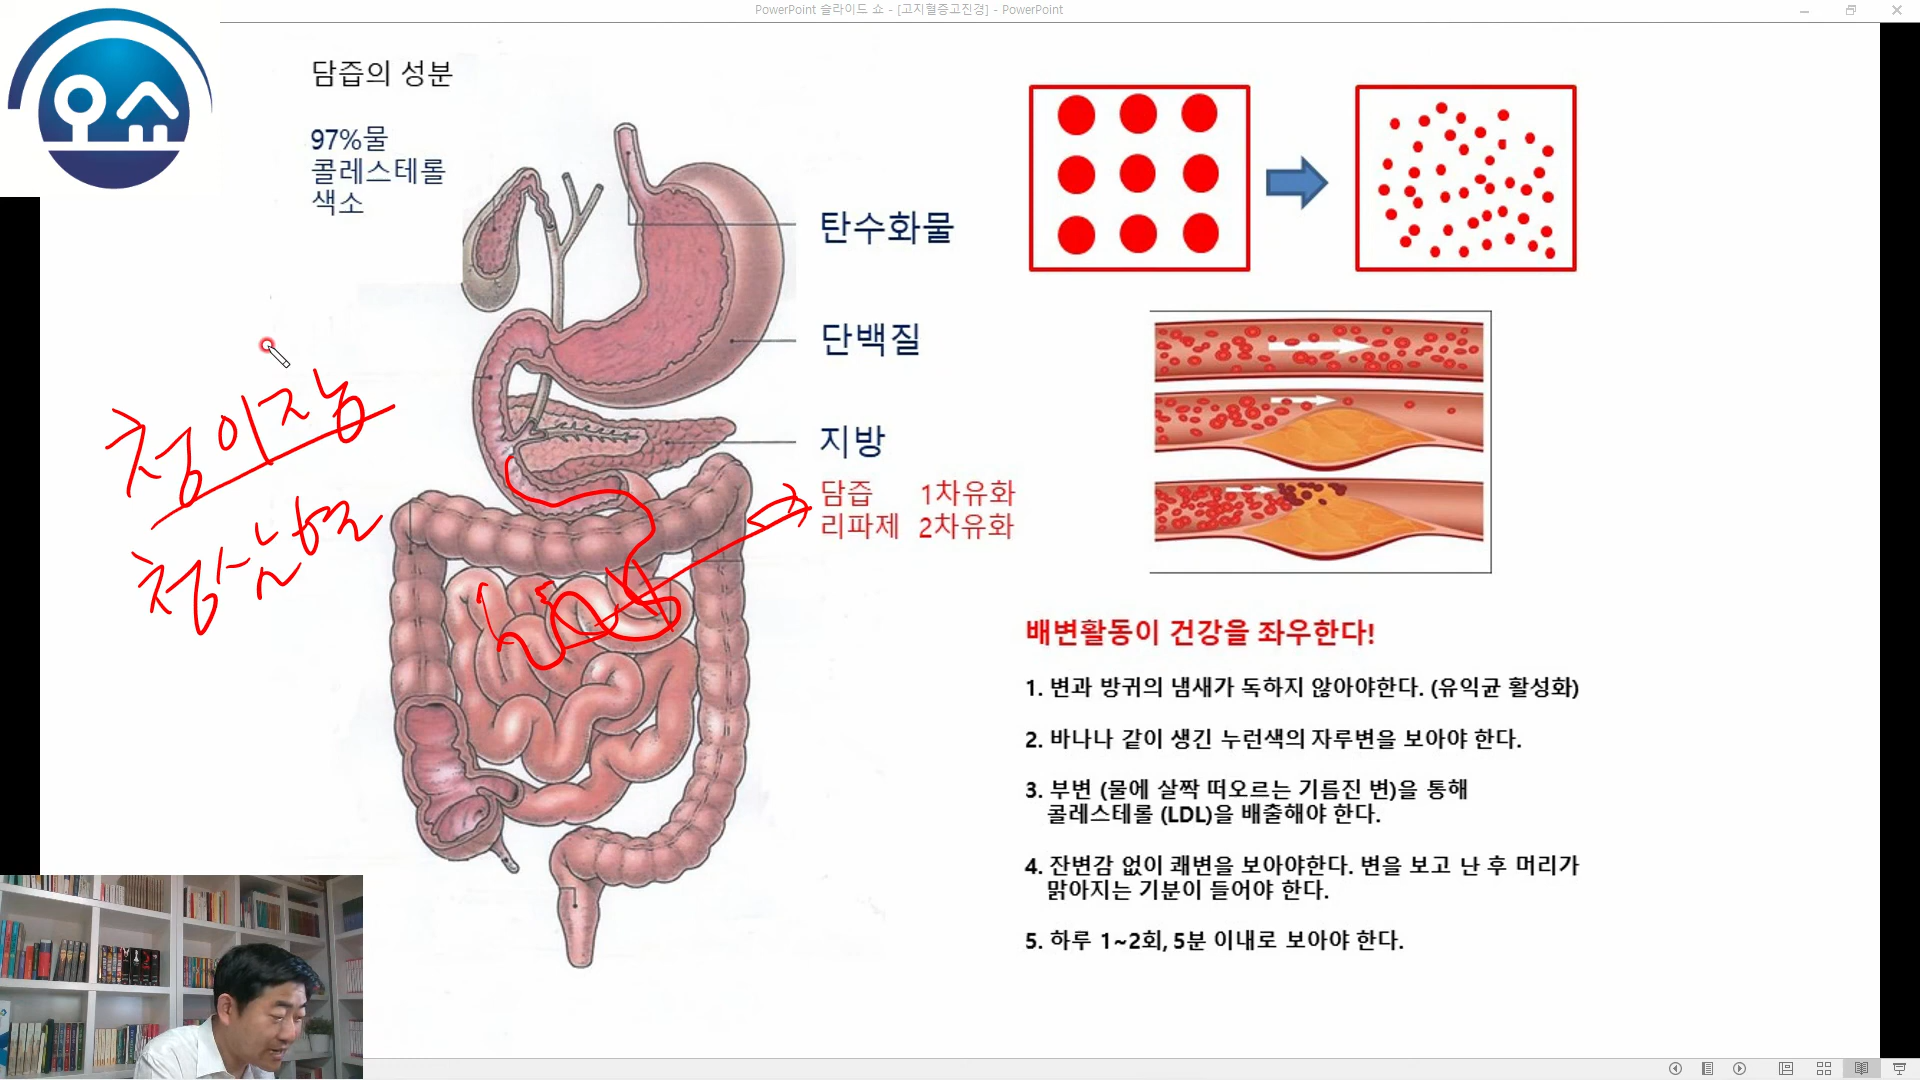 PowerPoint 슬라이드 쇼 - [고지혈증고진경] - PowerPoint
오쇼
담즙의 성분
97%물
콜레스테롤
색소
탄수화물
단백질
지방
담즙 1차유화
리파제 2차유화
배변활동이 건강을 좌우한다!
1. 변과 방귀의 냄새가 독하지 않아야한다. (유익균 활성화)
2. 바나나 같이 생긴 누런색의 자루변을 보아야 한다.
3. 부변 (물에 살짝 떠오르는 기름진 변)을 통해
콜레스테롤 (LDL)을 배출해야 한다.
4. 잔변감 없이 쾌변을 보아야한다. 변을 보고 난 후 머리가
맑아지는 기분이 들어야 한다.
5. 하루 1~2회, 5분 이내로 보아야 한다.